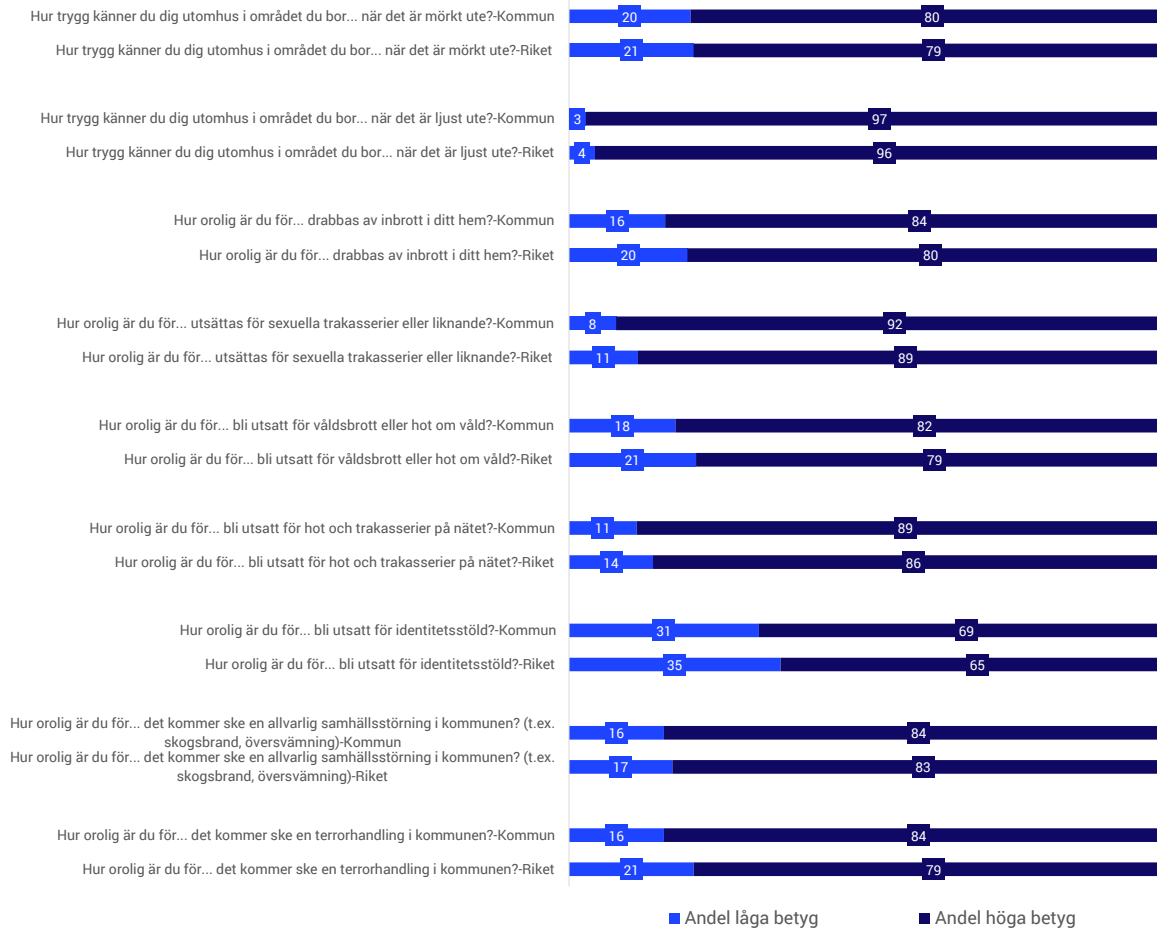 Hur trygg känner du dig utomhus i området du bor... när det är mörkt ute?-Kommun 20 80
Hur trygg känner du dig utomhus i området du bor... när det är mörkt ute?-Riket 21 79
Hur trygg känner du dig utomhus i området du bor... när det är ljust ute?-Kommun 3 97
Hur trygg känner du dig utomhus i området du bor... när det är ljust ute?-Riket 4 96
Hur orolig är du för... drabbas av inbrott i ditt hem?-Kommun 16 84
Hur orolig är du för... drabbas av inbrott i ditt hem?-Riket 20 80
Hur orolig är du för... utsättas för sexuella trakasserier eller liknande?-Kommun 8 92
Hur orolig är du för... utsättas för sexuella trakasserier eller liknande?-Riket 11 89
Hur orolig är du för... bli utsatt för våldsbrott eller hot om våld?-Kommun 18 82
Hur orolig är du för... bli utsatt för våldsbrott eller hot om våld?-Riket 21 79
Hur orolig är du för... bli utsatt för hot och trakasserier på nätet?-Kommun 11 89
Hur orolig är du för... bli utsatt för hot och trakasserier på nätet?-Riket 14 86
Hur orolig är du för... bli utsatt för identitetsstöld?-Kommun 31 69
Hur orolig är du för... bli utsatt för identitetsstöld?-Riket 35 65
Hur orolig är du för... det kommer ske en allvarlig samhällsstörning i kommunen? (t.ex.
skogsbrand, översvämning)-Kommun 16 84
Hur orolig är du för... det kommer ske en allvarlig samhällsstörning i kommunen? (t.ex.
skogsbrand, översvämning)-Riket 17 83
Hur orolig är du för... det kommer ske en terrorhandling i kommunen?-Kommun 16 84
Hur orolig är du för... det kommer ske en terrorhandling i kommunen?-Riket 21 79
Andel låga betyg Andel höga betyg